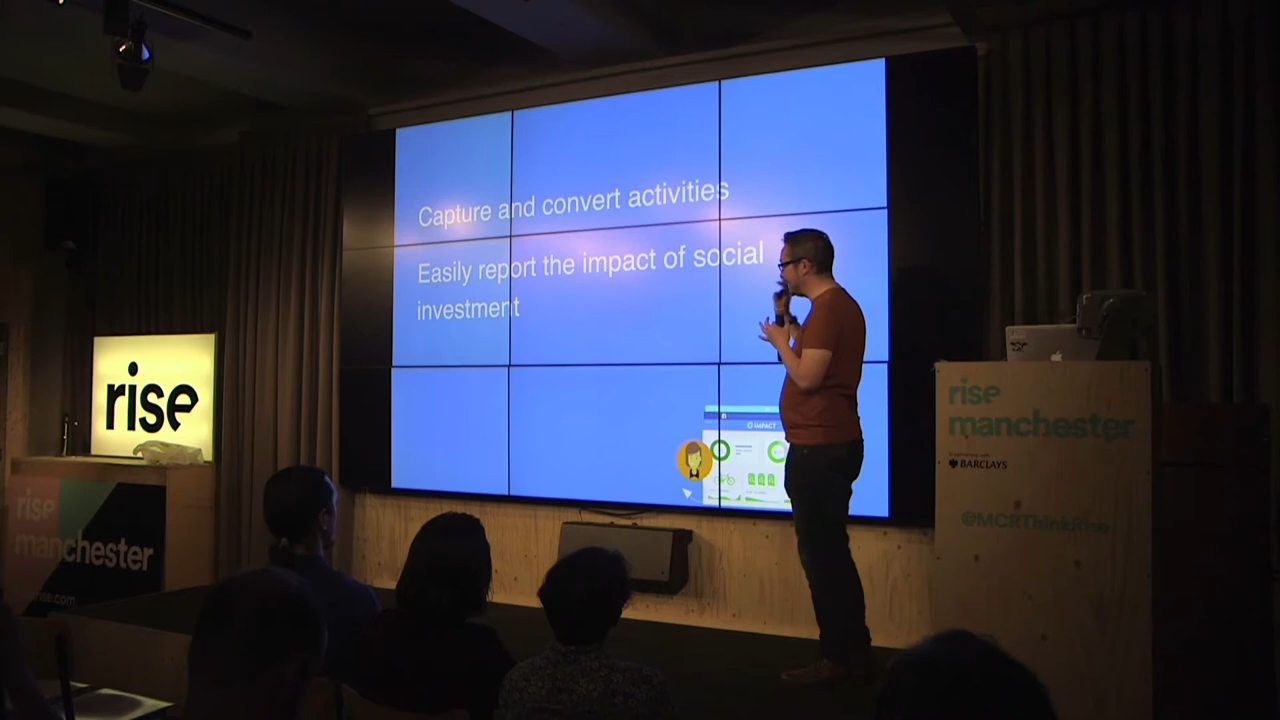 Capture and convert activities
Easily report the impact of social
investment
IMPACT
rise
rise
manchester
rise
manchester
BARCLAYS
@MCRThinkRise